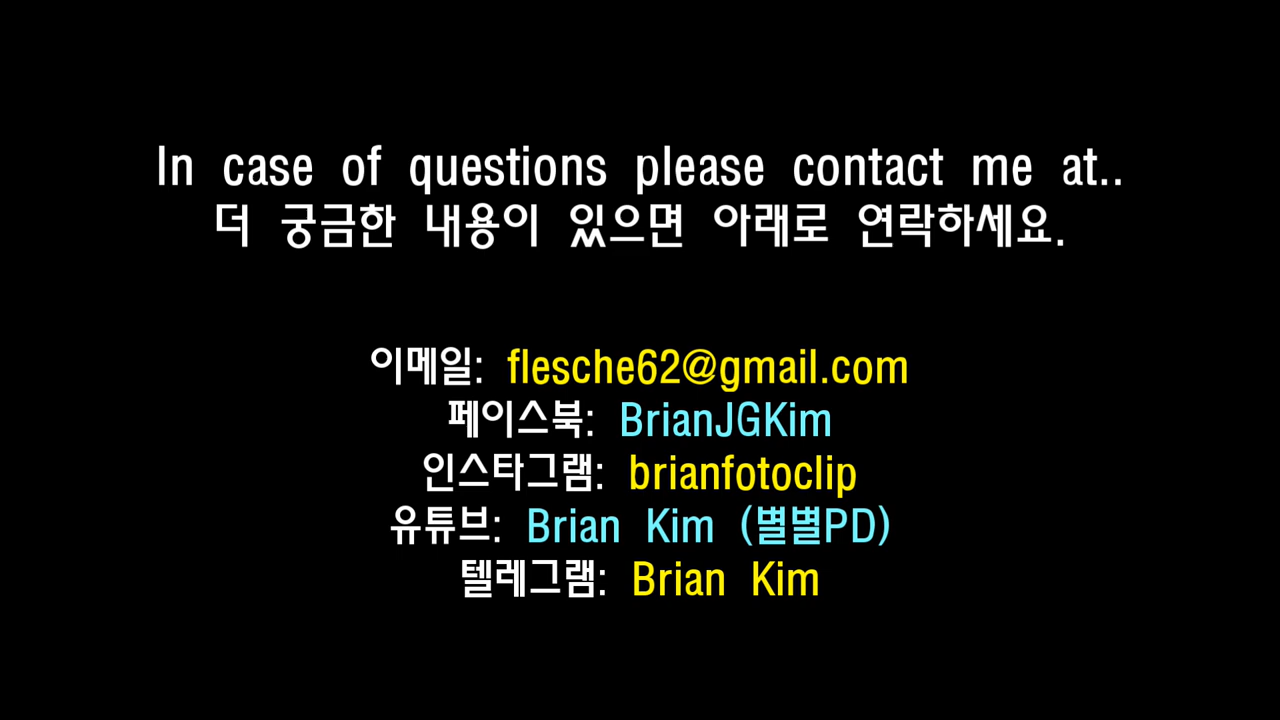 In case of questions please contact me at..
더 궁금한 내용이 있으면 아래로 연락하세요.
이메일: flesche62@gmail.com
페이스북: BrianJGKim
인스타그램: brianfotoclip
유튜브: Brian Kim (별별PD)
텔레그램: Brian Kim